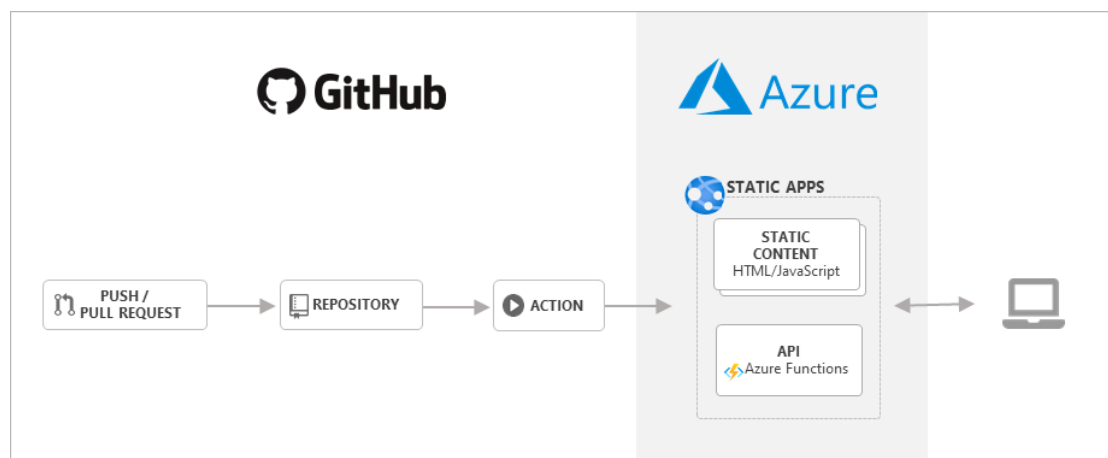 GitHub
Azure
STATIC APPS
STATIC
CONTENT
HTML/JavaScript
PUSH /
PULL REQUEST
REPOSITORY
ACTION
API
Azure Functions